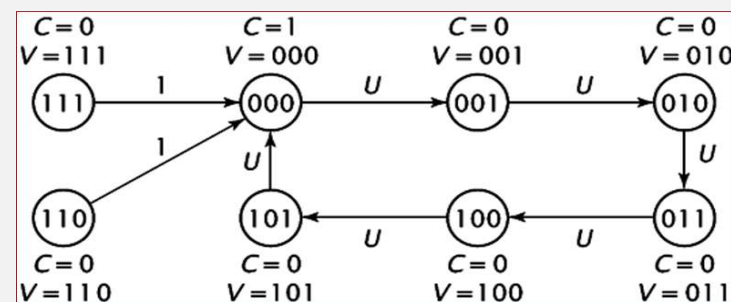 C=0 C=1 C=0 C=0
V=111 V=000 V=001 V=010
1 U U
111 000 001 010
1 U U
110 101 100 011
U U
C=0 C=0 C=0 C=0
V=110 V=101 V=100 V=011